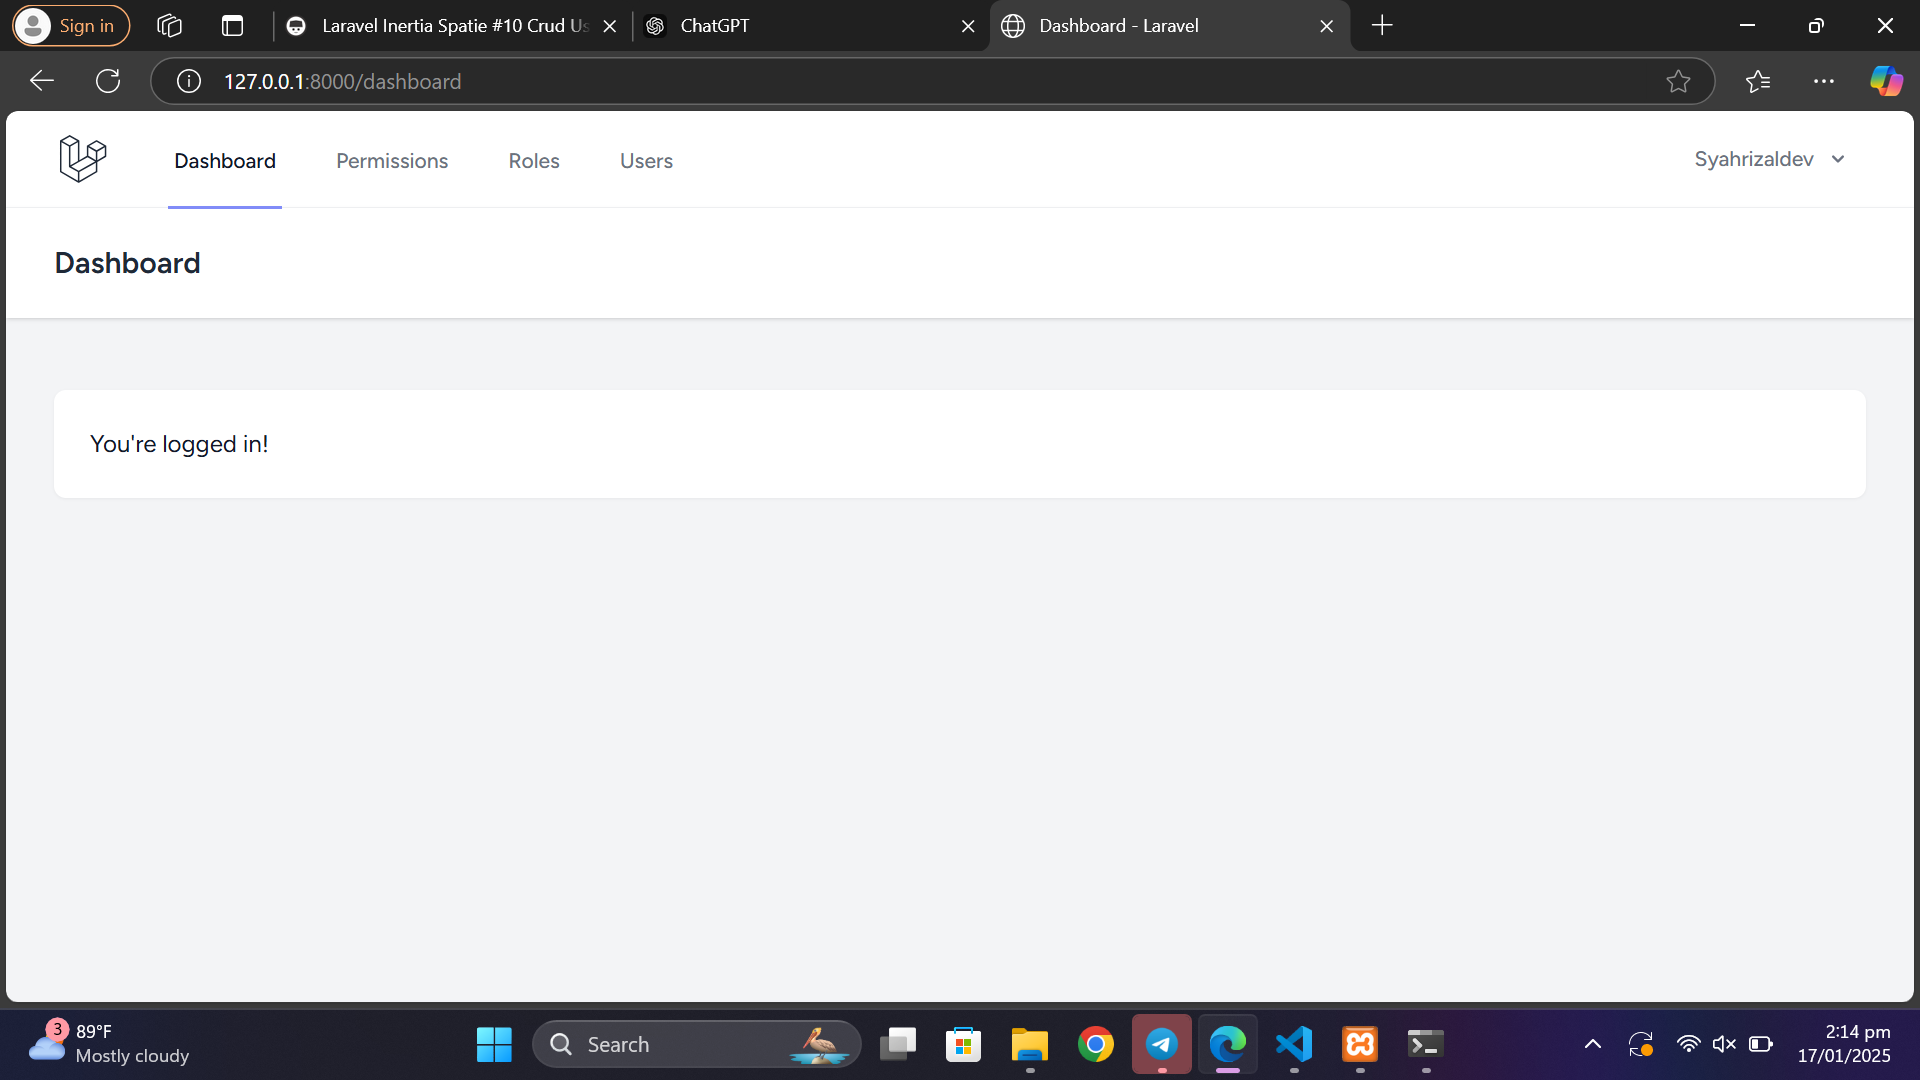 Sign in
Laravel Inertia Spatie #10 Crud Us
ChatGPT
Dashboard - Laravel
127.0.0.1:8000/dashboard
Dashboard Permissions Roles Users
Syahrizaldev
Dashboard
You're logged in!
3
89°F
Mostly cloudy
Search
2:14 pm
17/01/2025